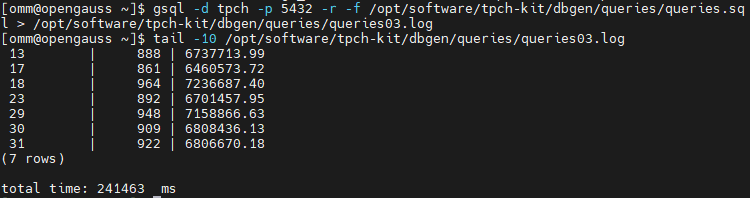 [omm@opengauss ~]$ gsql -d tpch -p 5432 -r -f /opt/software/tpch-kit/dbgen/queries/queries.sq
l > /opt/software/tpch-kit/dbgen/queries/queries03.log
[omm@opengauss ~]$ tail -10 /opt/software/tpch-kit/dbgen/queries/queries03.log
 13          |     888 | 6737713.99
 17          |     861 | 6460573.72
 18          |     964 | 7236687.40
 23          |     892 | 6701457.95
 29          |     948 | 7158866.63
 30          |     909 | 6808436.13
 31          |     922 | 6806670.18
(7 rows)
total time: 241463  ms